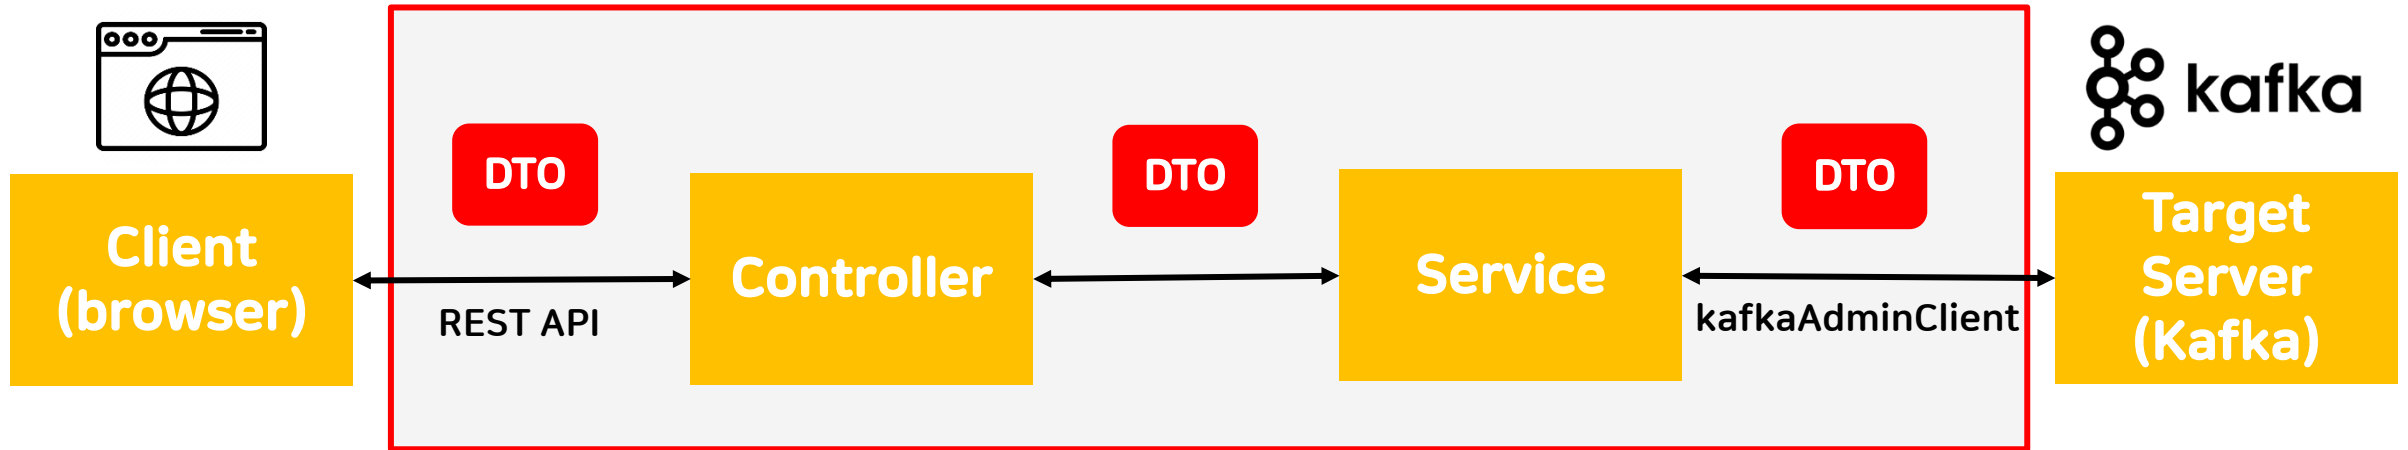 Client
(browser)
DTO
REST API
Controller
DTO
Service
DTO
kafkaAdminClient
kafka
Target
Server
(Kafka)